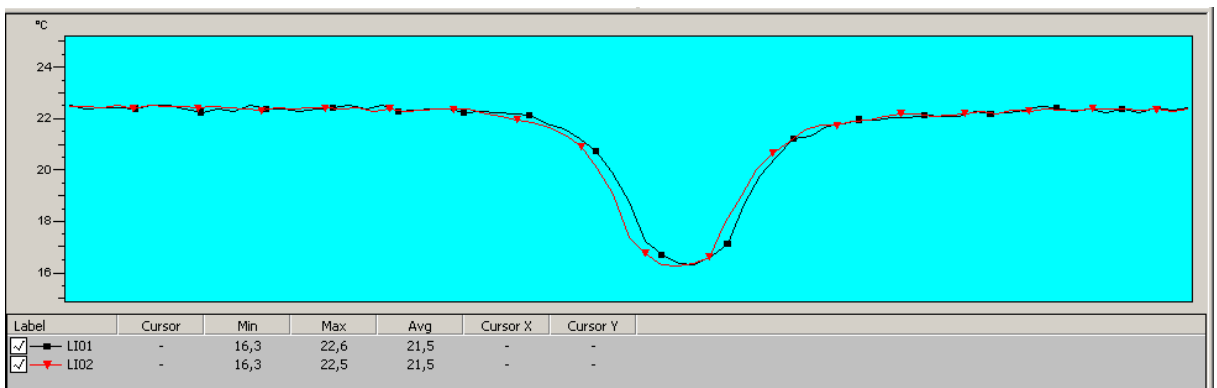 °C
24
22
20
18
16
Label Cursor Min Max Avg Cursor X Cursor Y
LI01 - 16,3 22,6 21,5 - -
LI02 - 16,3 22,5 21,5 - -